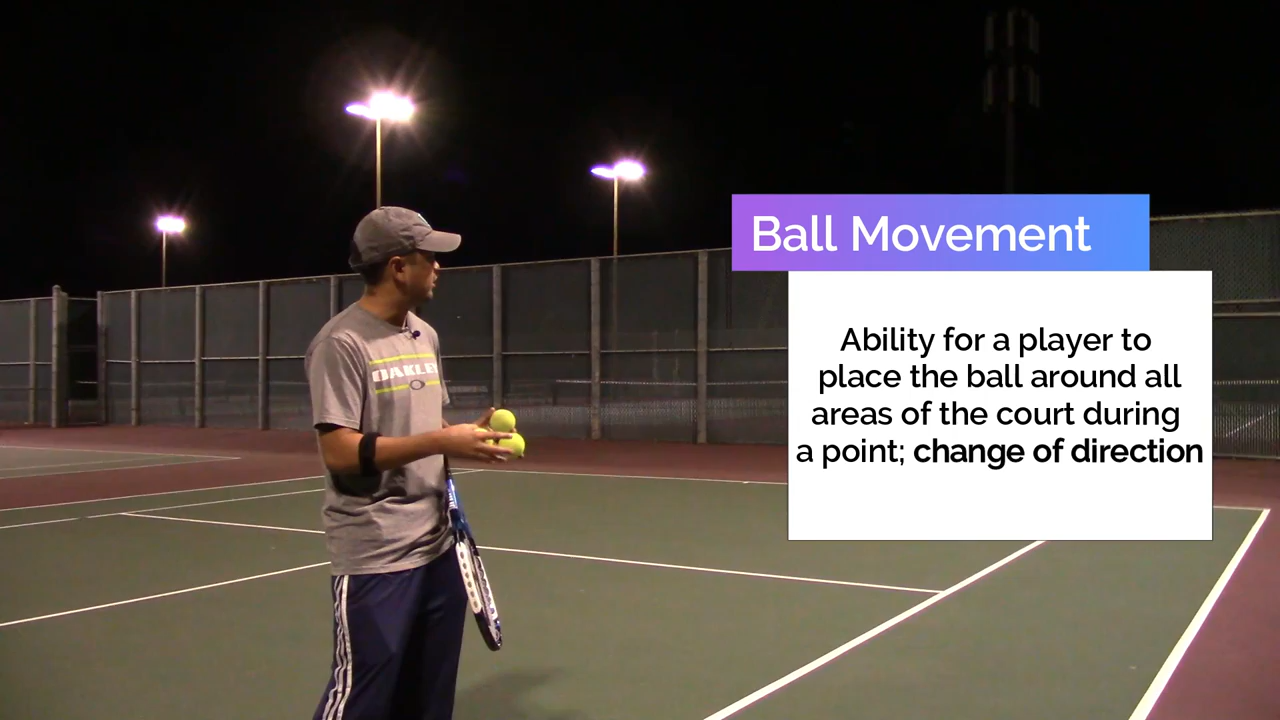 Ball Movement
Ability for a player to
place the ball around all
areas of the court during
a point; change of direction
OAKLEY